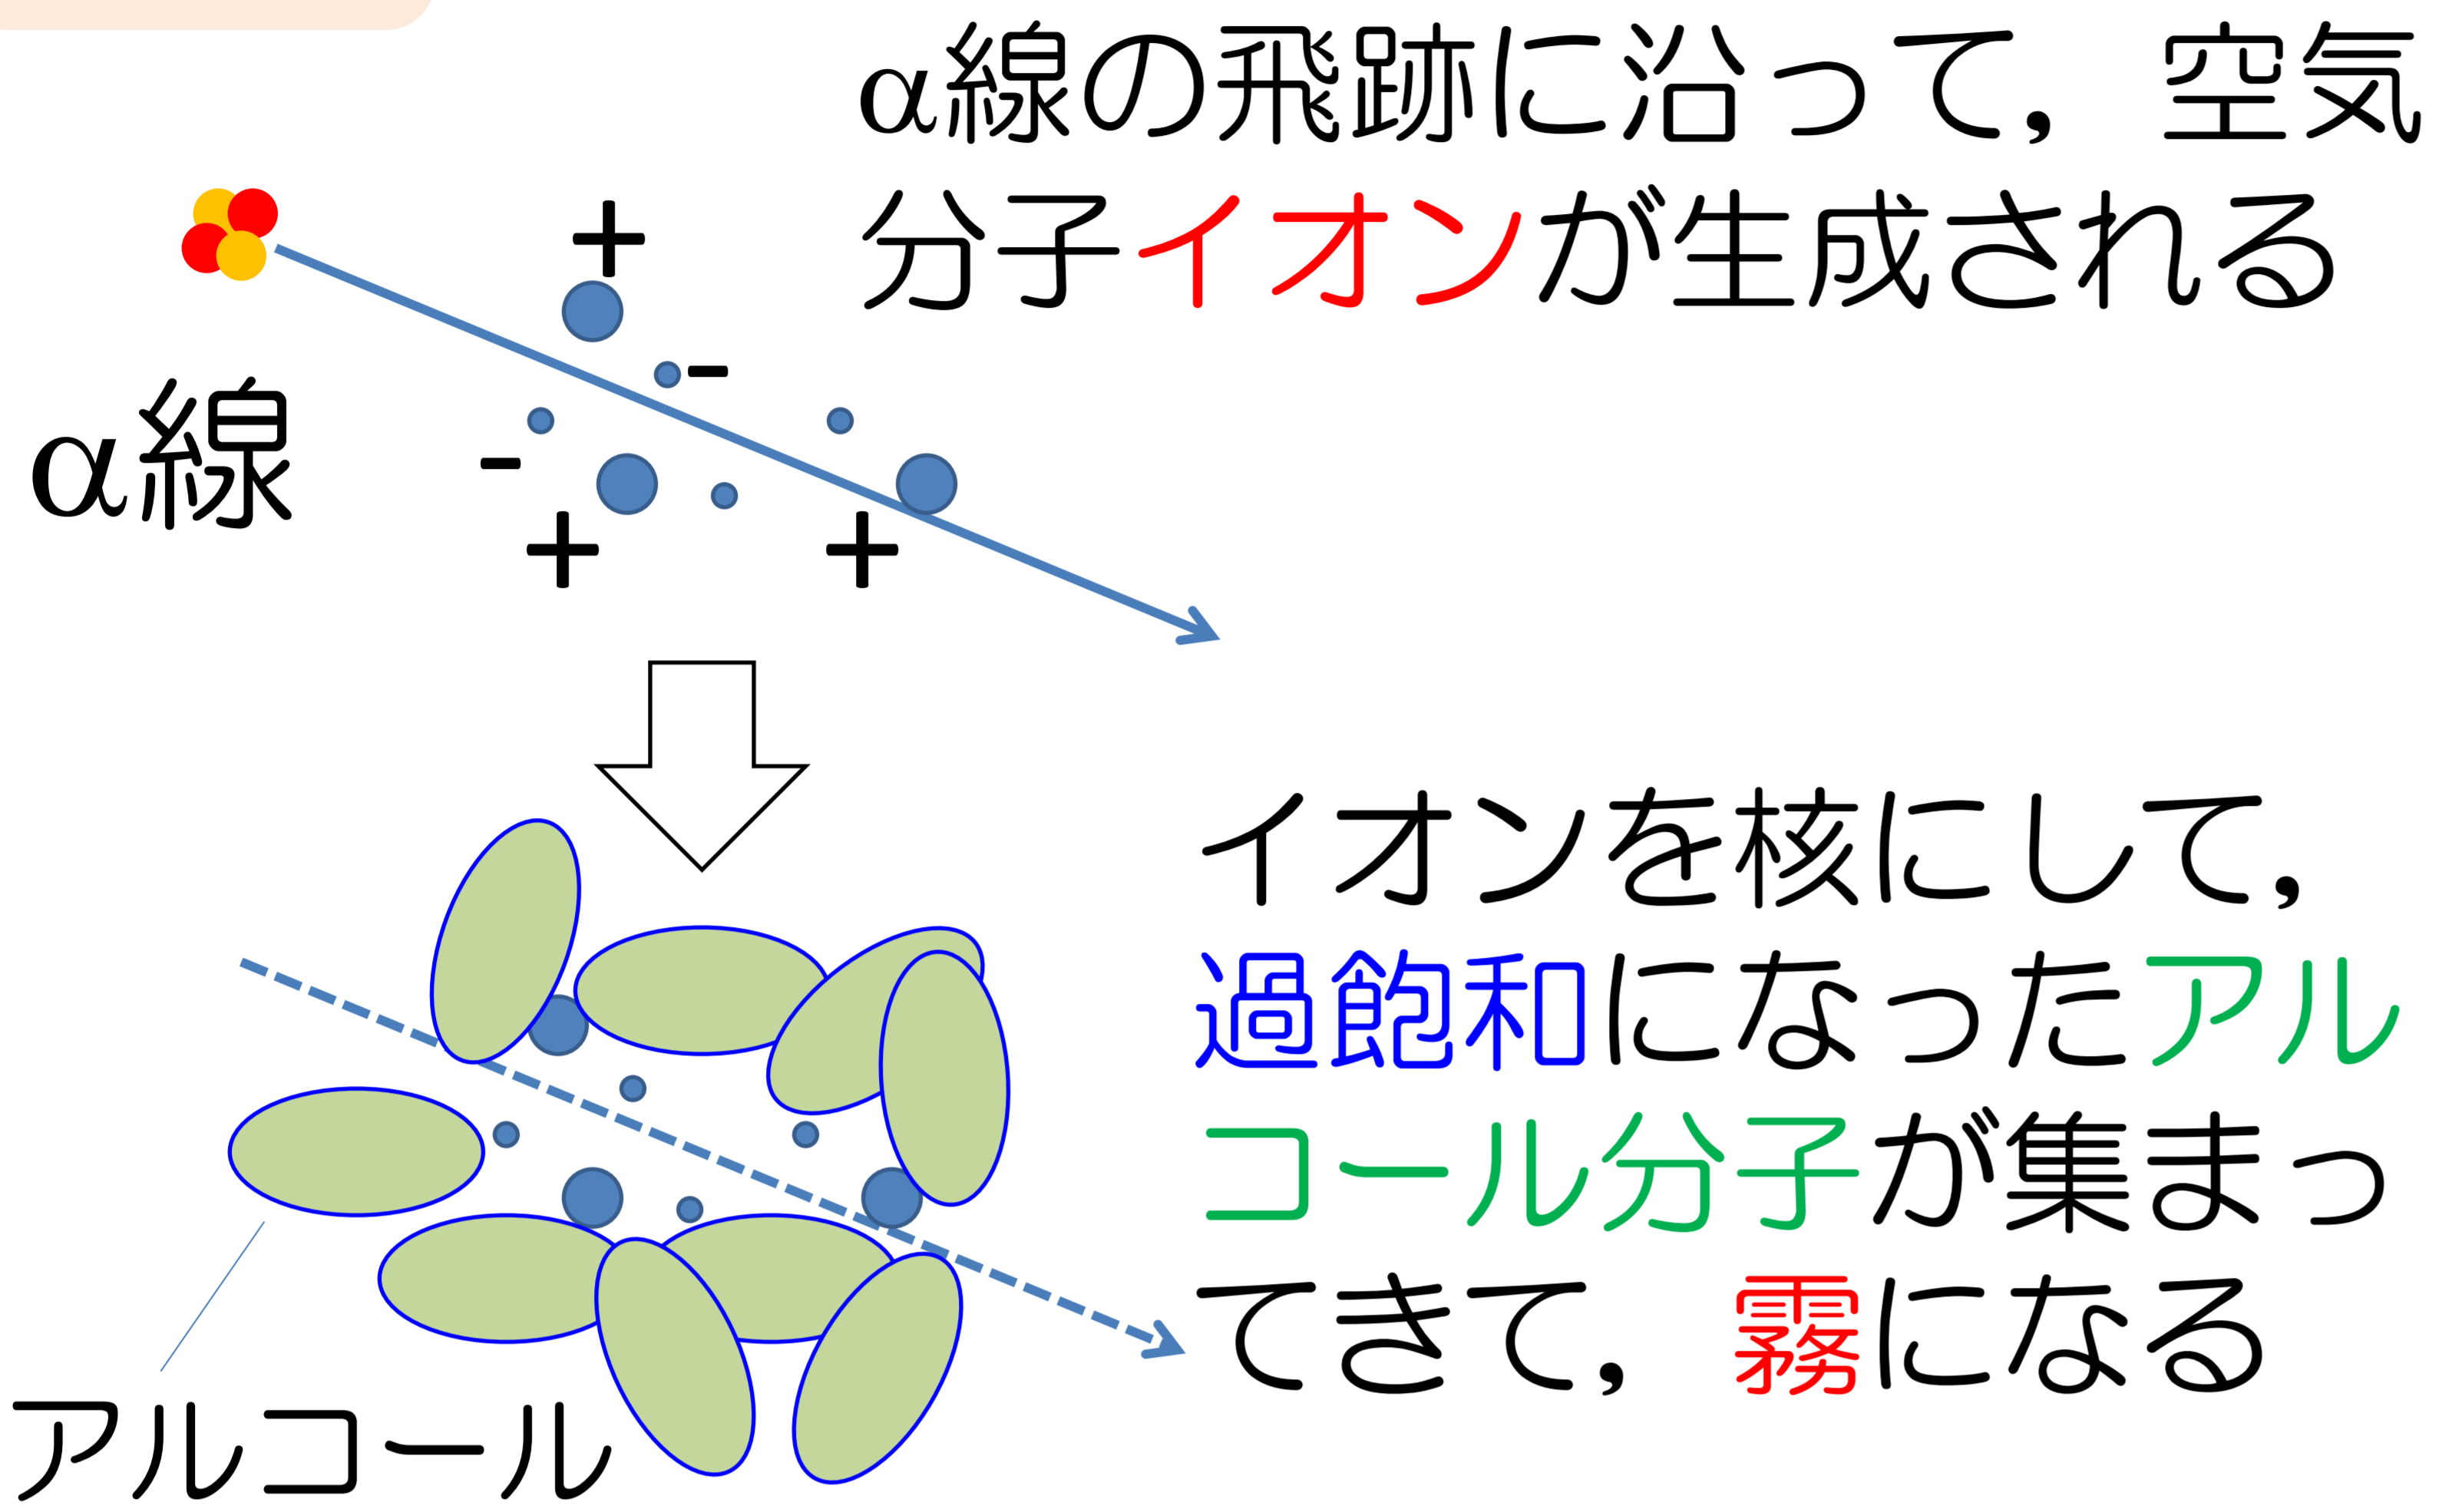 α線の飛跡に沿って，空気
分子イオンが生成される
+
-
α線
-
+
+
イオンを核にして，
過飽和になったアル
コール分子が集まっ
てきて，霧になる
アルコール